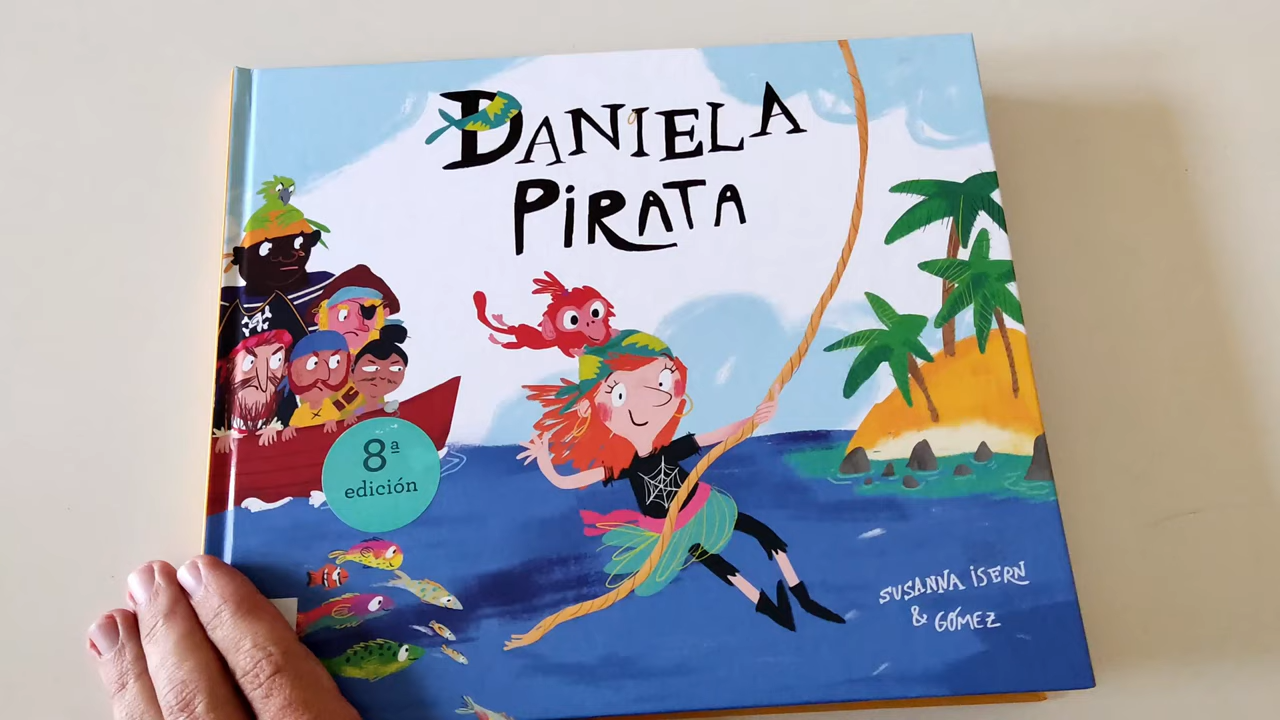 DANIELA
PIRATA
8ª
edición
SUSANNA ISERN
& GÓMEZ